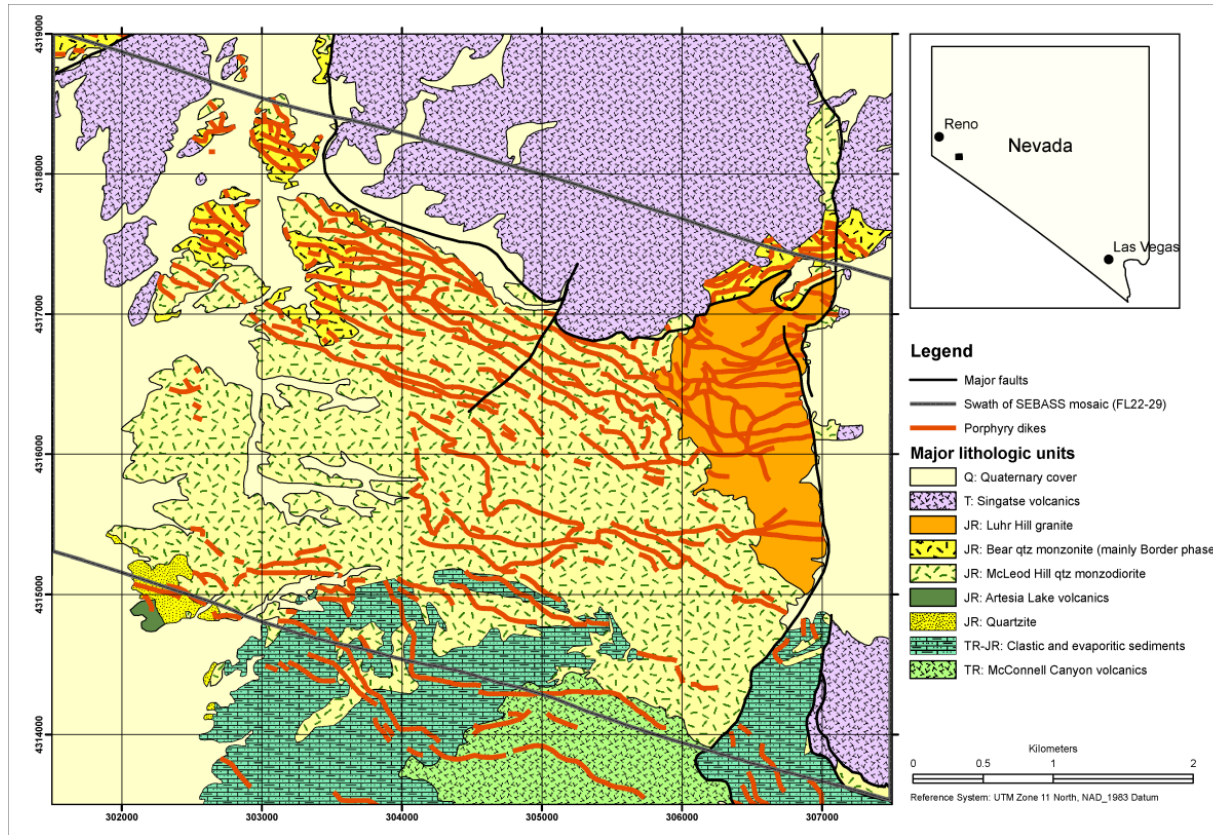 4319000
4318000
4317000
4316000
4315000
4314000
302000
303000
304000
305000
306000
307000
Reno
Nevada
Las Vegas
Legend
Major faults
Swath of SEBASS mosaic (FL22-29)
Porphyry dikes
Major lithologic units
Q: Quaternary cover
T: Singatse volcanics
JR: Luhr Hill granite
JR: Bear qtz monzonite (mainly Border phase
JR: McLeod Hill qtz monzodiorite
JR: Artesia Lake volcanics
JR: Quartzite
TR-JR: Clastic and evaporitic sediments
TR: McConnell Canyon volcanics
Kilometers
0 0.5 1 2
Reference System: UTM Zone 11 North, NAD_1983 Datum